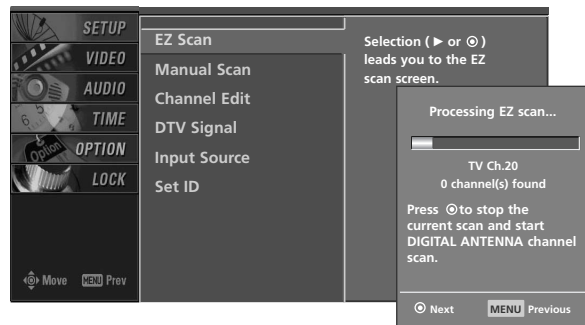 SETUP
VIDEO
AUDIO
TIME
OPTION
LOCK
Move MENU Prev
EZ Scan
Manual Scan
Channel Edit
DTV Signal
Input Source
Set ID
Selection ( ► or ⊙ )
leads you to the EZ
scan screen.
Processing EZ scan...
TV Ch.20
0 channel(s) found
Press ⊙to stop the
current scan and start
DIGITAL ANTENNA channel
scan.
⊙ Next MENU Previous